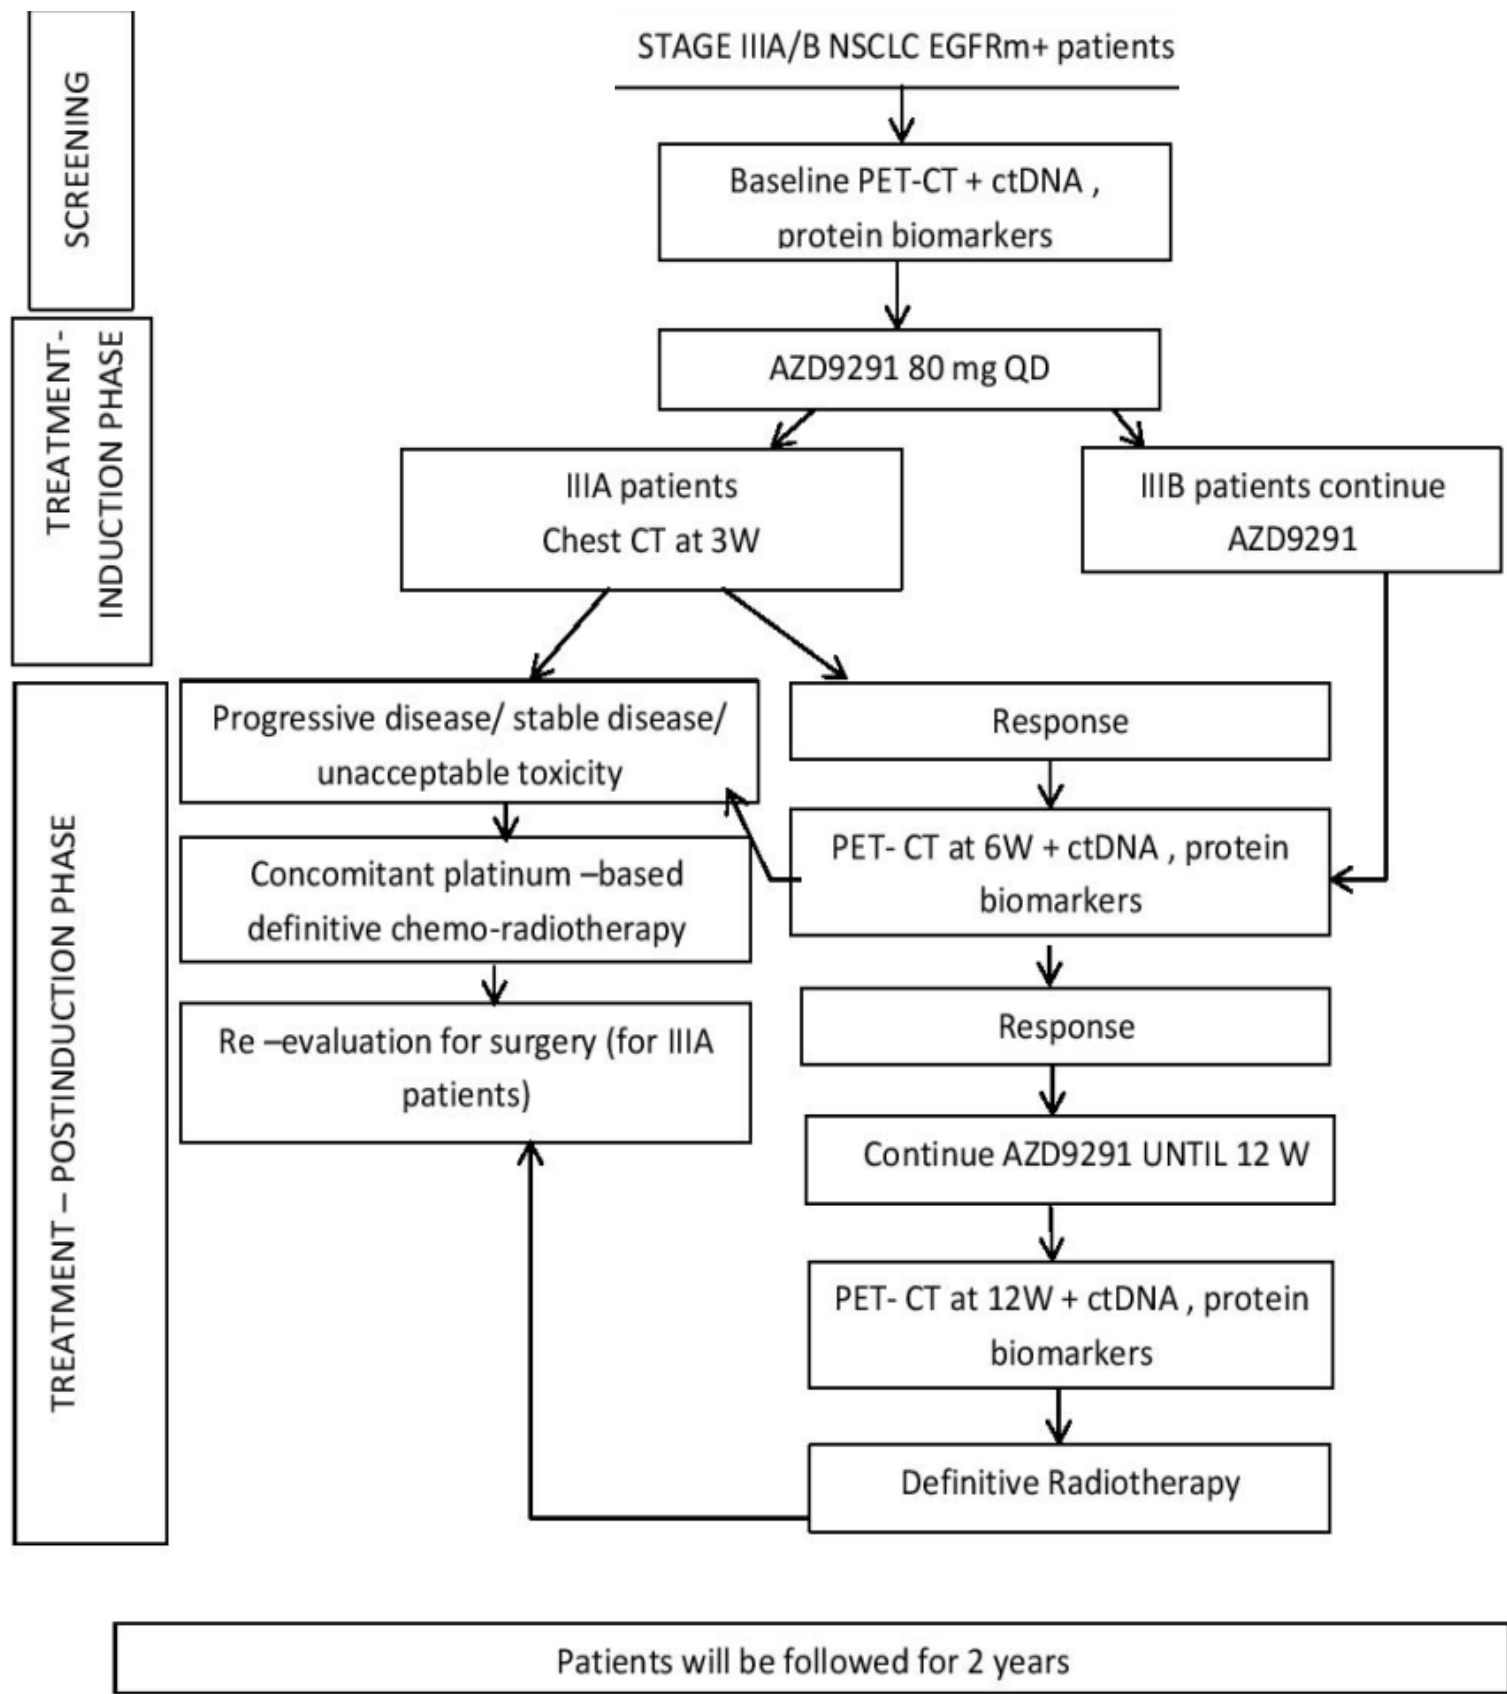 SCREENING
STAGE IIIA/B NSCLC EGFRm+ patients
Baseline PET-CT + ctDNA ,
protein biomarkers
TREATMENT-
INDUCTION PHASE
AZD9291 80 mg QD
IIIA patients
Chest CT at 3W
IIIB patients continue
AZD9291
TREATMENT – POSTINDUCTION PHASE
Progressive disease/ stable disease/
unacceptable toxicity
Concomitant platinum –based
definitive chemo-radiotherapy
Re –evaluation for surgery (for IIIA
patients)
Response
PET- CT at 6W + ctDNA , protein
biomarkers
Response
Continue AZD9291 UNTIL 12 W
PET- CT at 12W + ctDNA , protein
biomarkers
Definitive Radiotherapy
Patients will be followed for 2 years